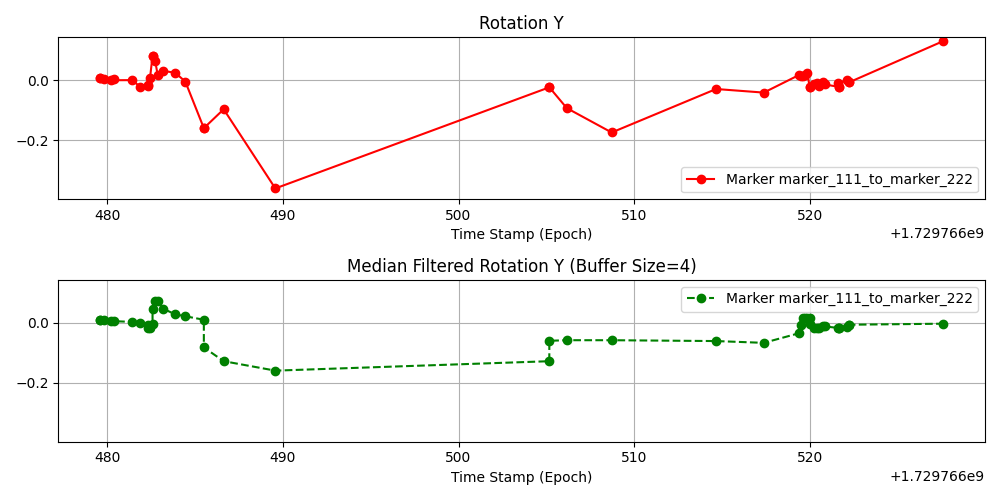 Rotation Y
0.0
−0.2
Marker marker_111_to_marker_222
480 490 500 510 520
Time Stamp (Epoch)
+1.729766e9
Median Filtered Rotation Y (Buffer Size=4)
Marker marker_111_to_marker_222
0.0
−0.2
480 490 500 510 520
Time Stamp (Epoch)
+1.729766e9